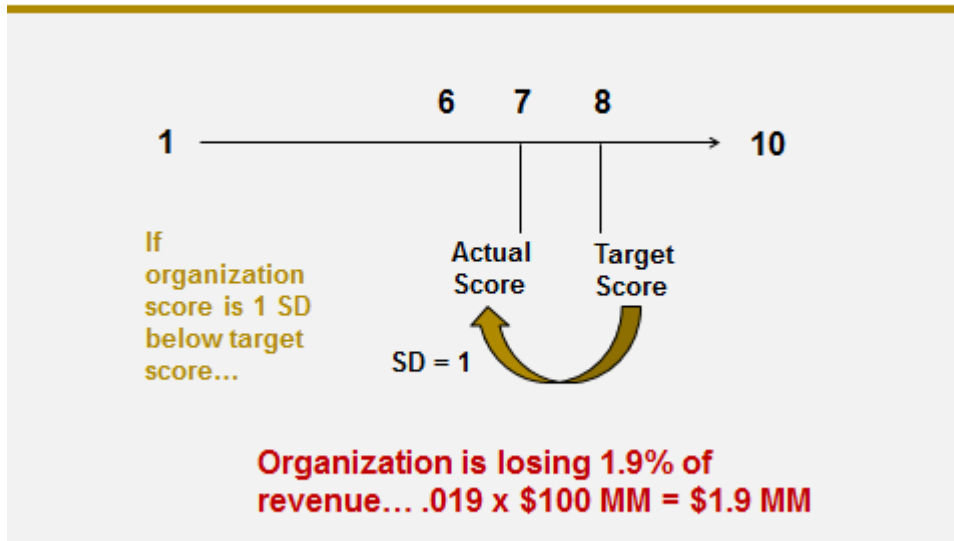 6 7 8
1 10
If
organization
score is 1 SD
below target
score…
Actual
Score
Target
Score
SD = 1
Organization is losing 1.9% of
revenue… .019 x $100 MM = $1.9 MM